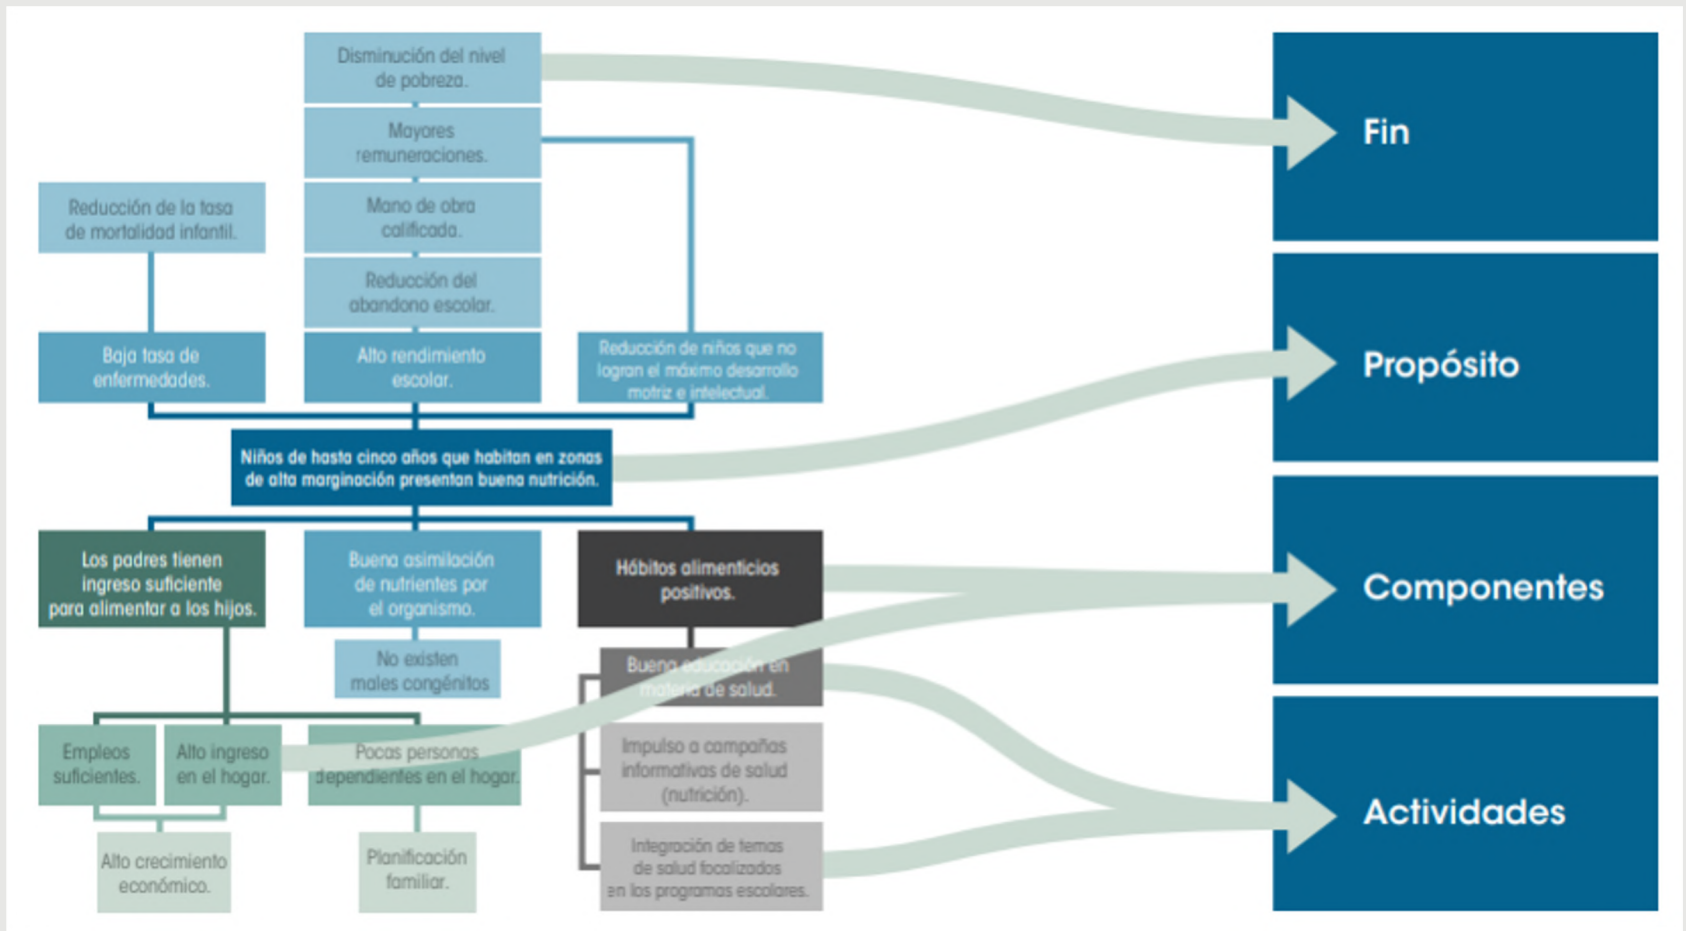 Disminución del nivel
de pobreza.
Mayores
remuneraciones.
Mano de obra
calificada.
Reducción del
abandono escolar.
Reducción de la tasa
de mortalidad infantil.
Baja tasa de
enfermedades.
Alto rendimiento
escolar.
Reducción de niños que no
logran el máximo desarrollo
motriz e intelectual.
Niños de hasta cinco años que habitan en zonas
de alta marginación presentan buena nutrición.
Los padres tienen
ingreso suficiente
para alimentar a los hijos.
Buena asimilación
de nutrientes por
el organismo.
Hábitos alimenticios
positivos.
No existen
males congénitos
Buena educación en
materia de salud.
Empleos
suficientes.
Alto ingreso
en el hogar.
Pocas personas
dependientes en el hogar.
Impulso a campañas
informativas de salud
(nutrición).
Alto crecimiento
económico.
Planificación
familiar.
Integración de temas
de salud focalizados
en los programas escolares.
Fin
Propósito
Componentes
Actividades